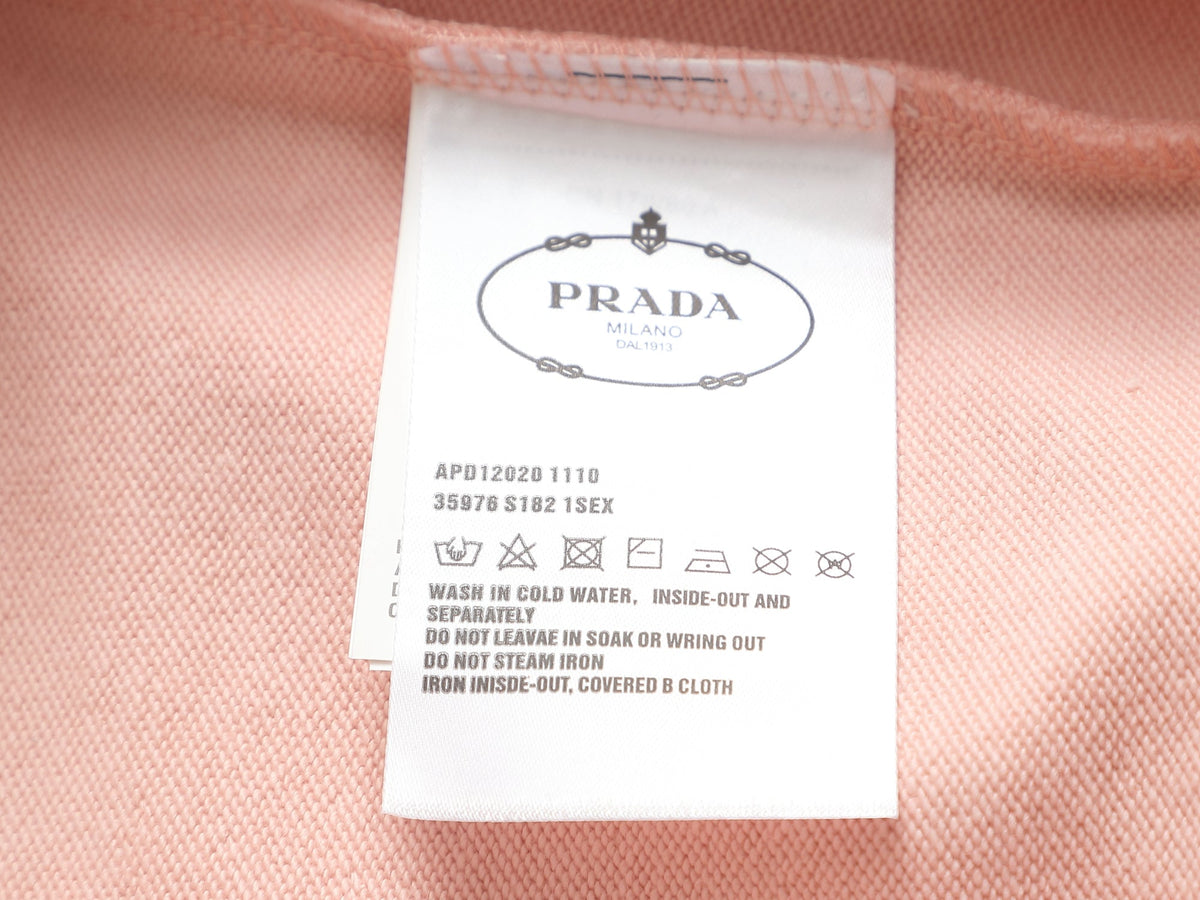 PRADA
MILANO
DAL1913
APD12020 1110
35976 S182 1SEX
WASH IN COLD WATER, INSIDE-OUT AND
SEPARATELY
DO NOT LEAVAE IN SOAK OR WRING OUT
DO NOT STEAM IRON
IRON INISDE-OUT, COVERED B CLOTH